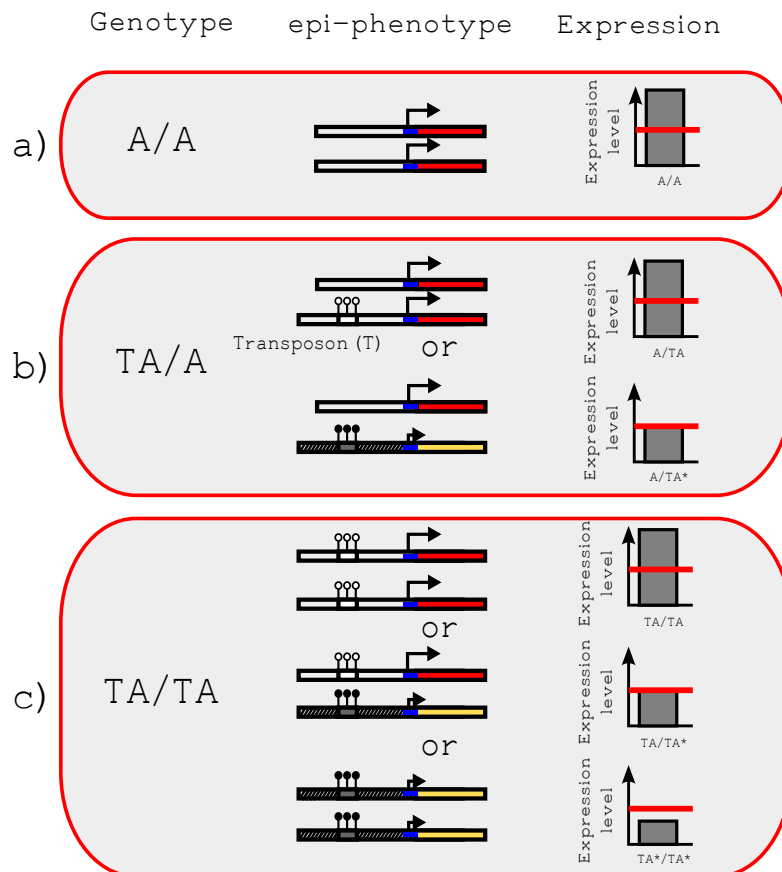 Genotype epi-phenotype Expression
a)
A/A
Expression
level
A/A
b)
TA/A
Transposon (T)
or
Expression
level
A/TA
Expression
level
A/TA*
c)
TA/TA
or
or
Expression
level
TA/TA
Expression
level
TA/TA*
Expression
level
TA*/TA*